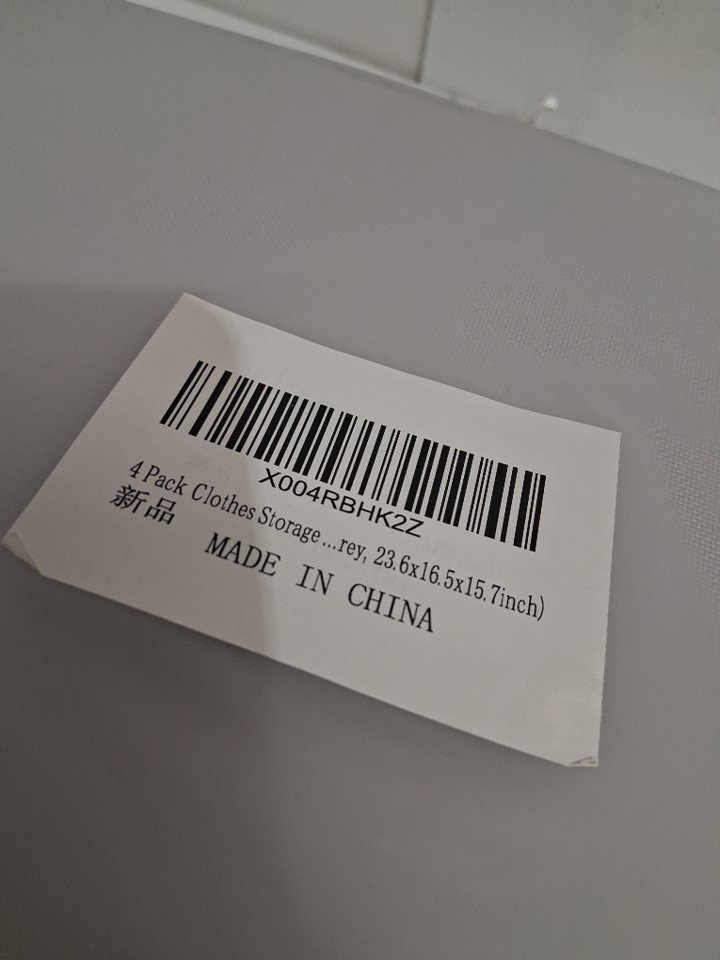 X004RBHK2Z
4 Pack Clothes Storage...rey, 23.6x16.5x15.7inch)
新品
MADE IN CHINA